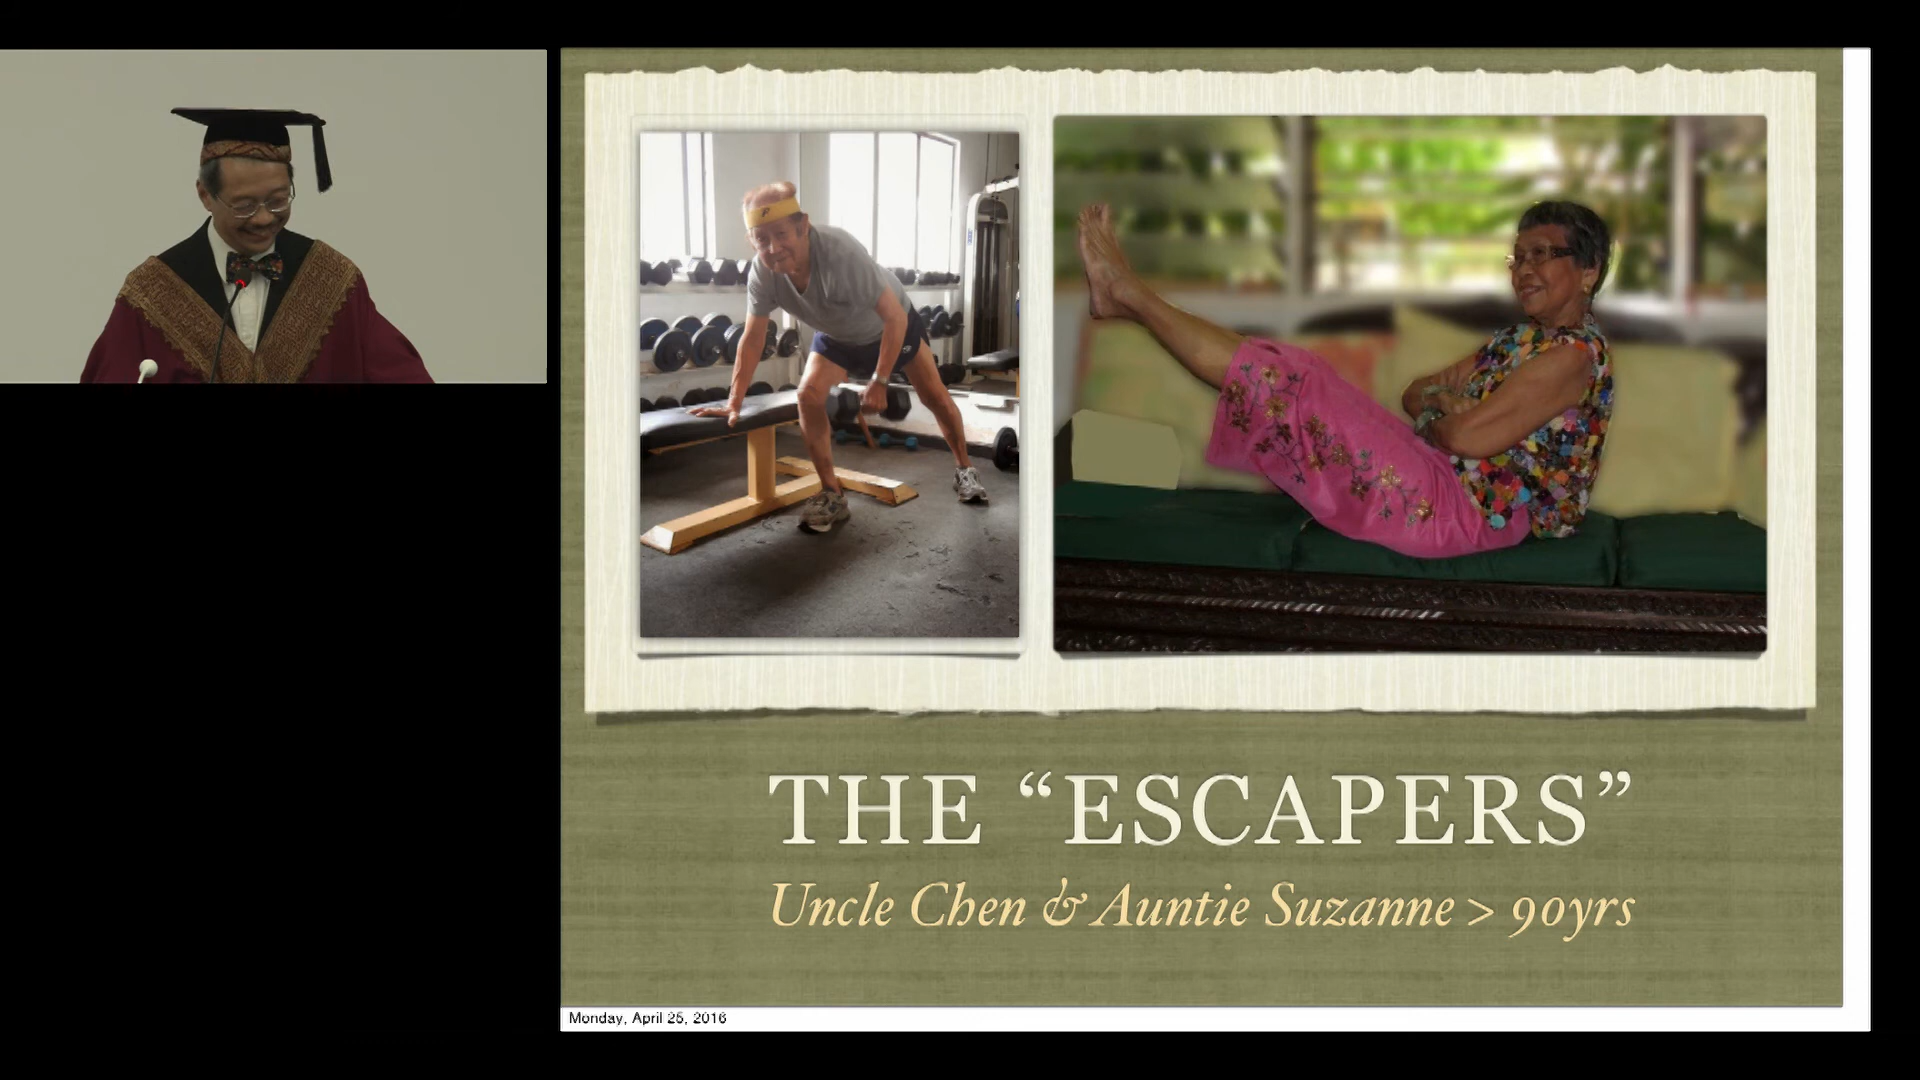 THE “ESCAPERS”
Uncle Chen & Auntie Suzanne > 90yrs
Monday, April 25, 2016